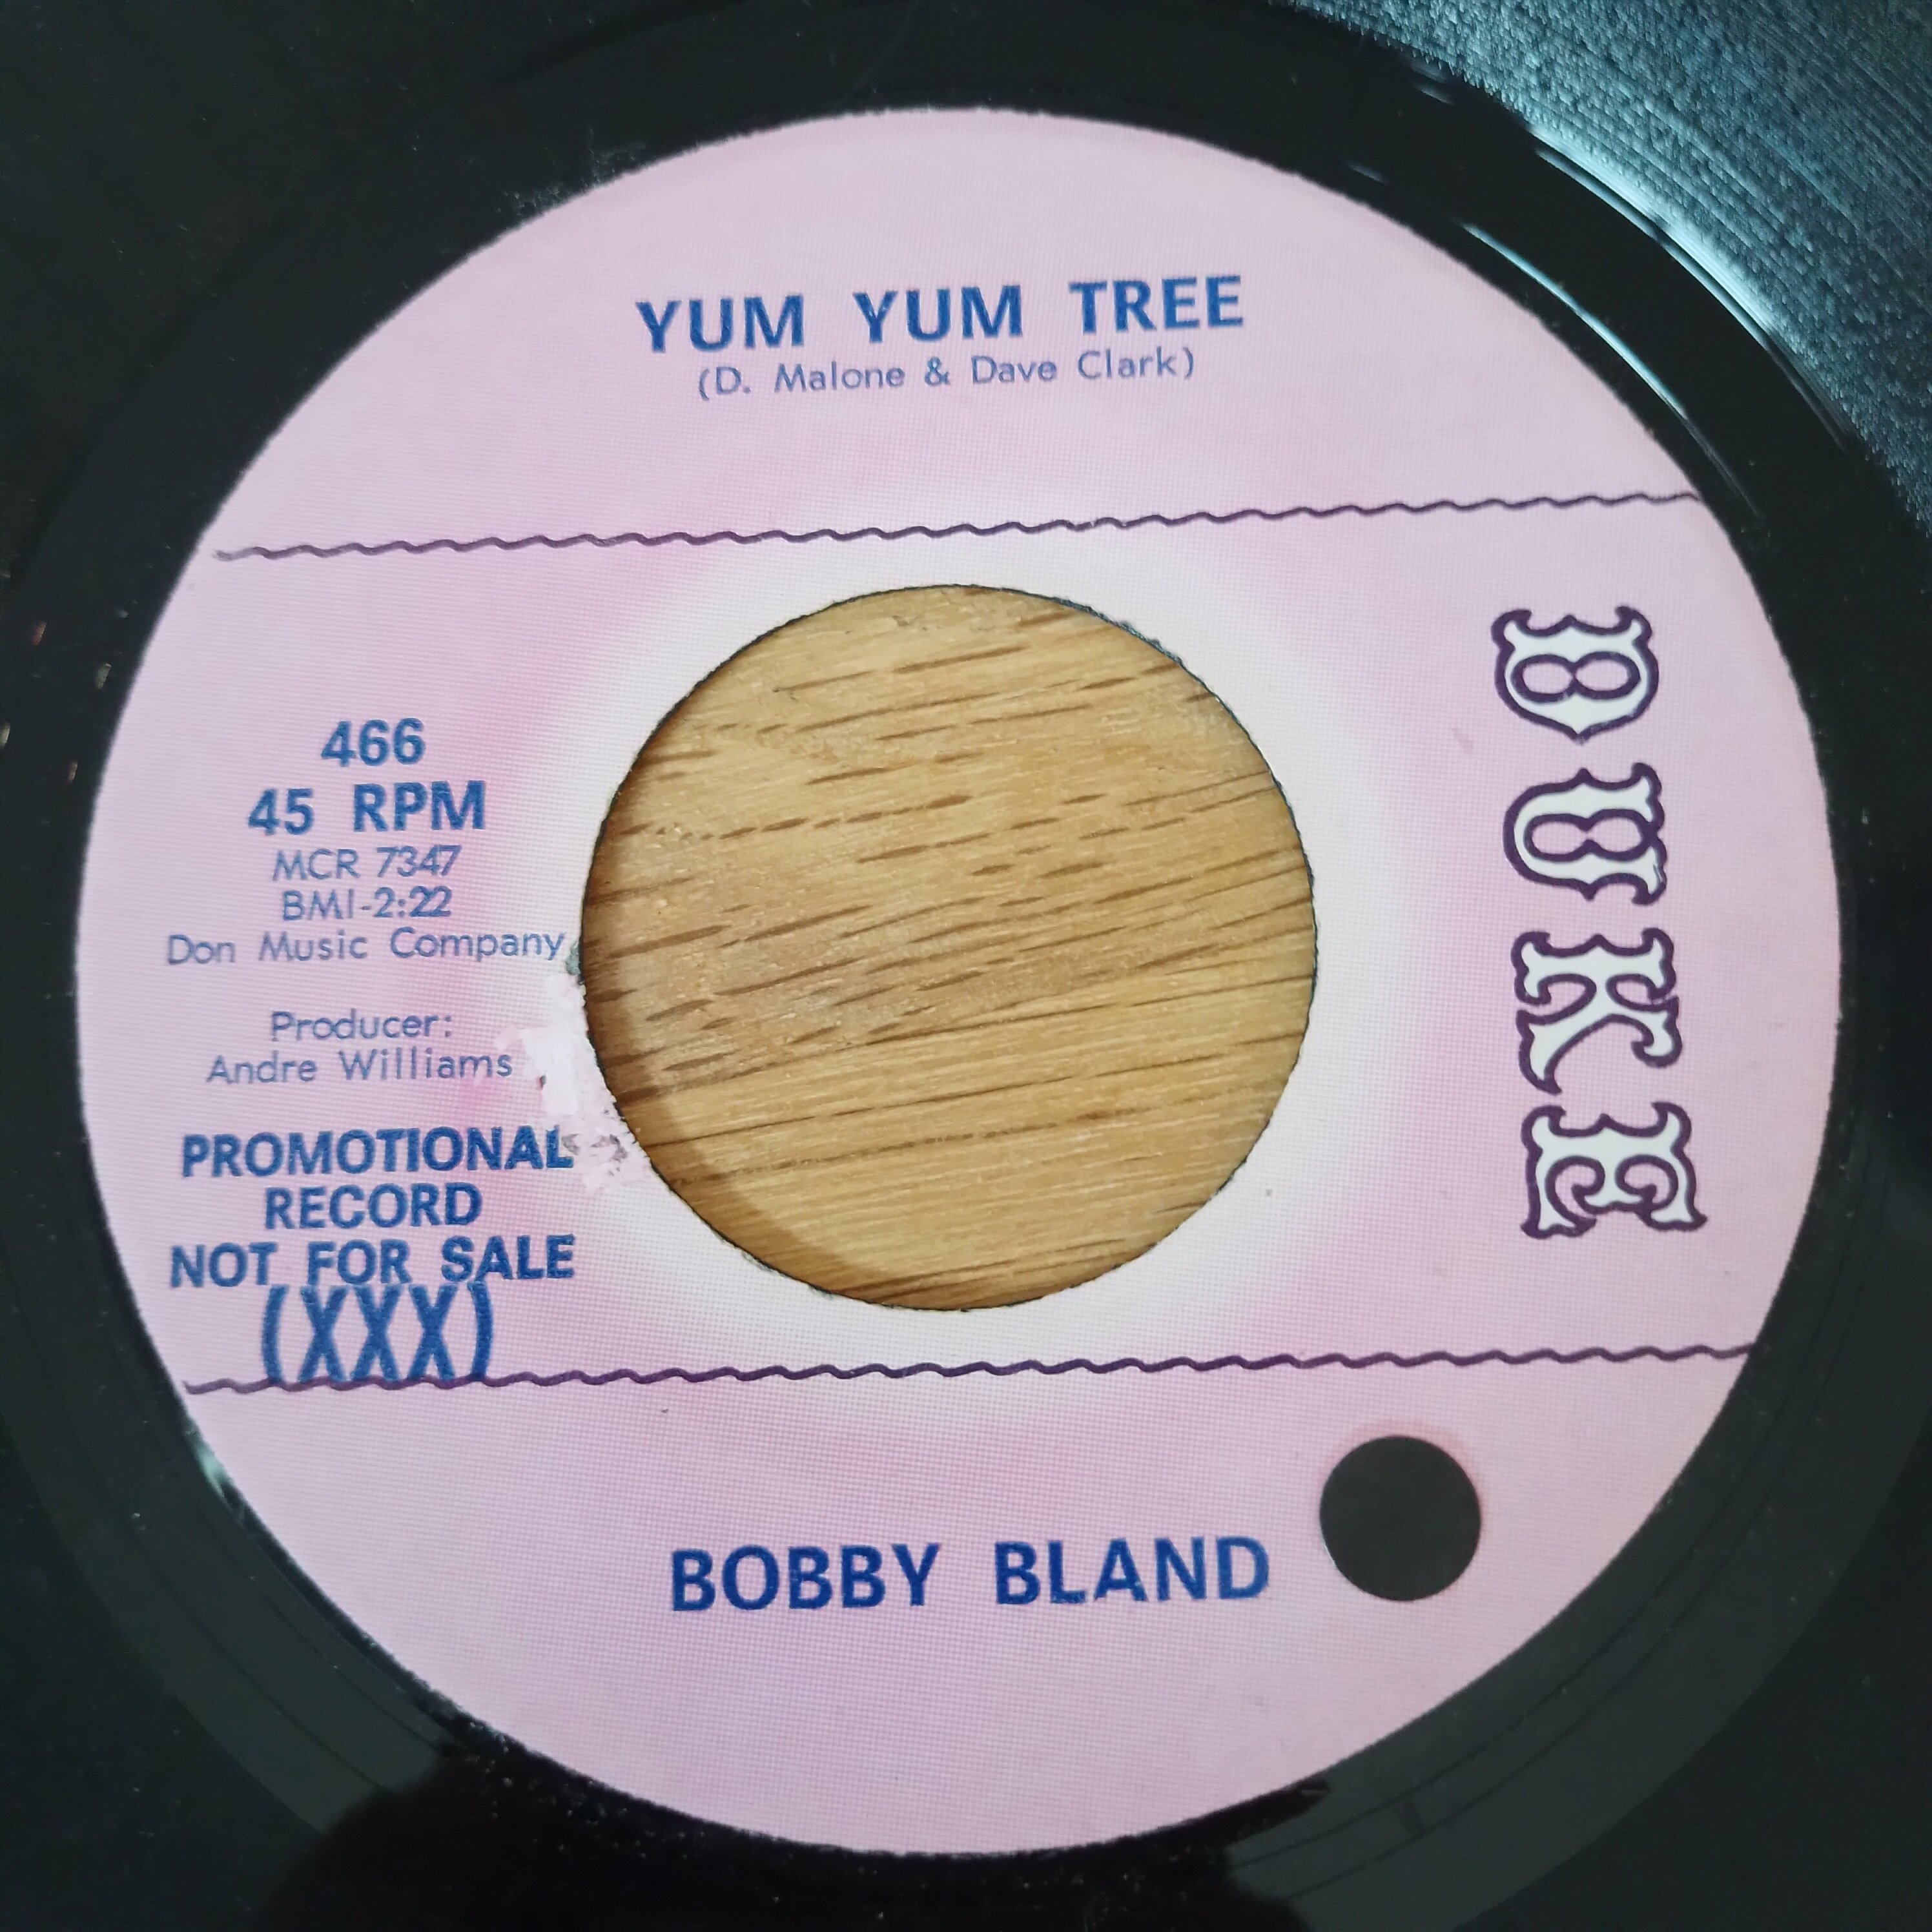 YUM YUM TREE
(D. Malone & Dave Clark)
466
45 RPM
MCR 7347
BMI-2:22
Don Music Company
Producer:
Andre Williams
PROMOTIONAL
RECORD
NOT FOR SALE
(XXX)
DUKE
BOBBY BLAND